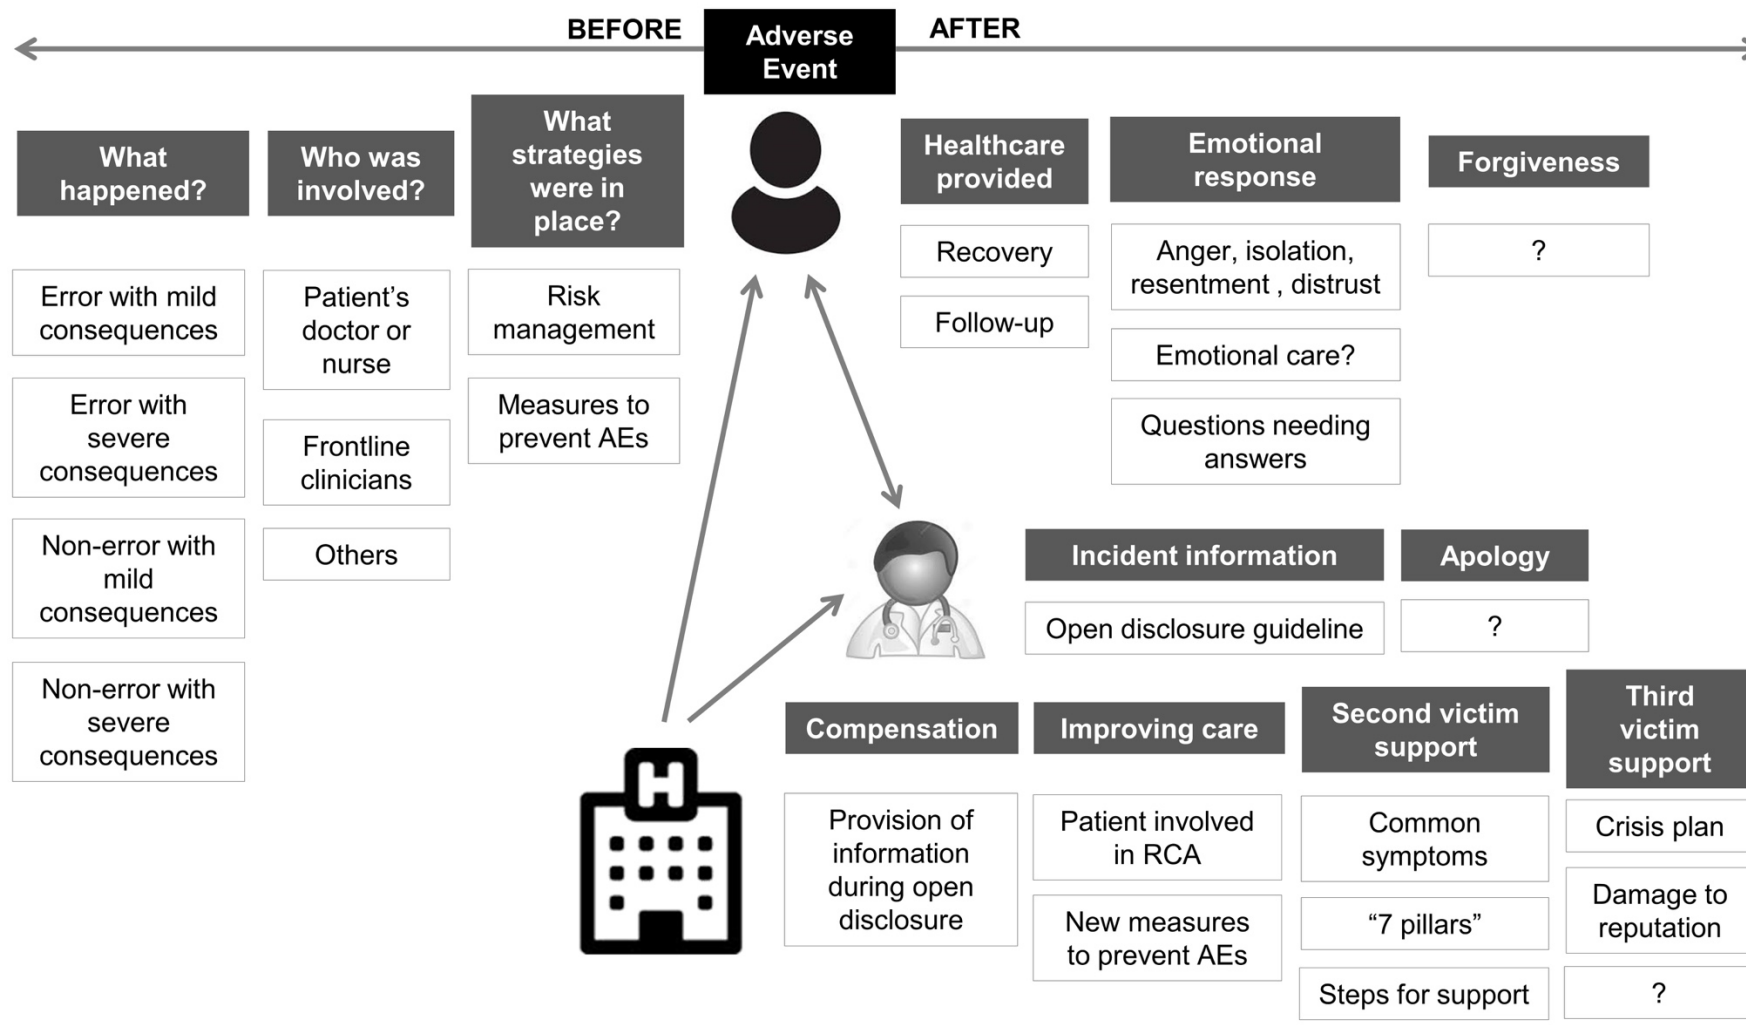 BEFORE
Adverse
Event
AFTER
What
happened?
Error with mild
consequences
Error with
severe
consequences
Non-error with
mild
consequences
Non-error with
severe
consequences
Who was
involved?
Patient’s
doctor or
nurse
Frontline
clinicians
Others
What
strategies
were in
place?
Risk
management
Measures to
prevent AEs
Healthcare
provided
Recovery
Follow-up
Emotional
response
Anger, isolation,
resentment , distrust
Emotional care?
Questions needing
answers
Forgiveness
?
Incident information
Open disclosure guideline
Apology
?
H
Compensation
Provision of
information
during open
disclosure
Improving care
Patient involved
in RCA
New measures
to prevent AEs
Second victim
support
Common
symptoms
“7 pillars”
Steps for support
Third
victim
support
Crisis plan
Damage to
reputation
?